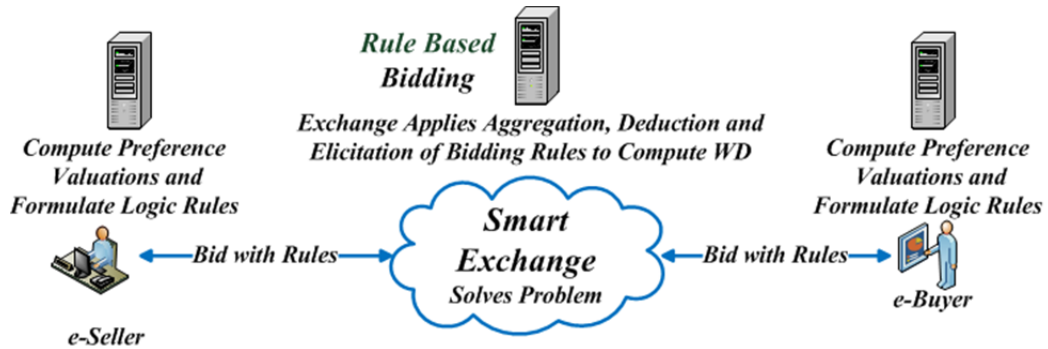 Rule Based
Bidding
Exchange Applies Aggregation, Deduction and
Elicitation of Bidding Rules to Compute WD
Compute Preference
Valuations and
Formulate Logic Rules
Compute Preference
Valuations and
Formulate Logic Rules
Smart
Exchange
Solves Problem
Bid with Rules
Bid with Rules
e-Seller
e-Buyer